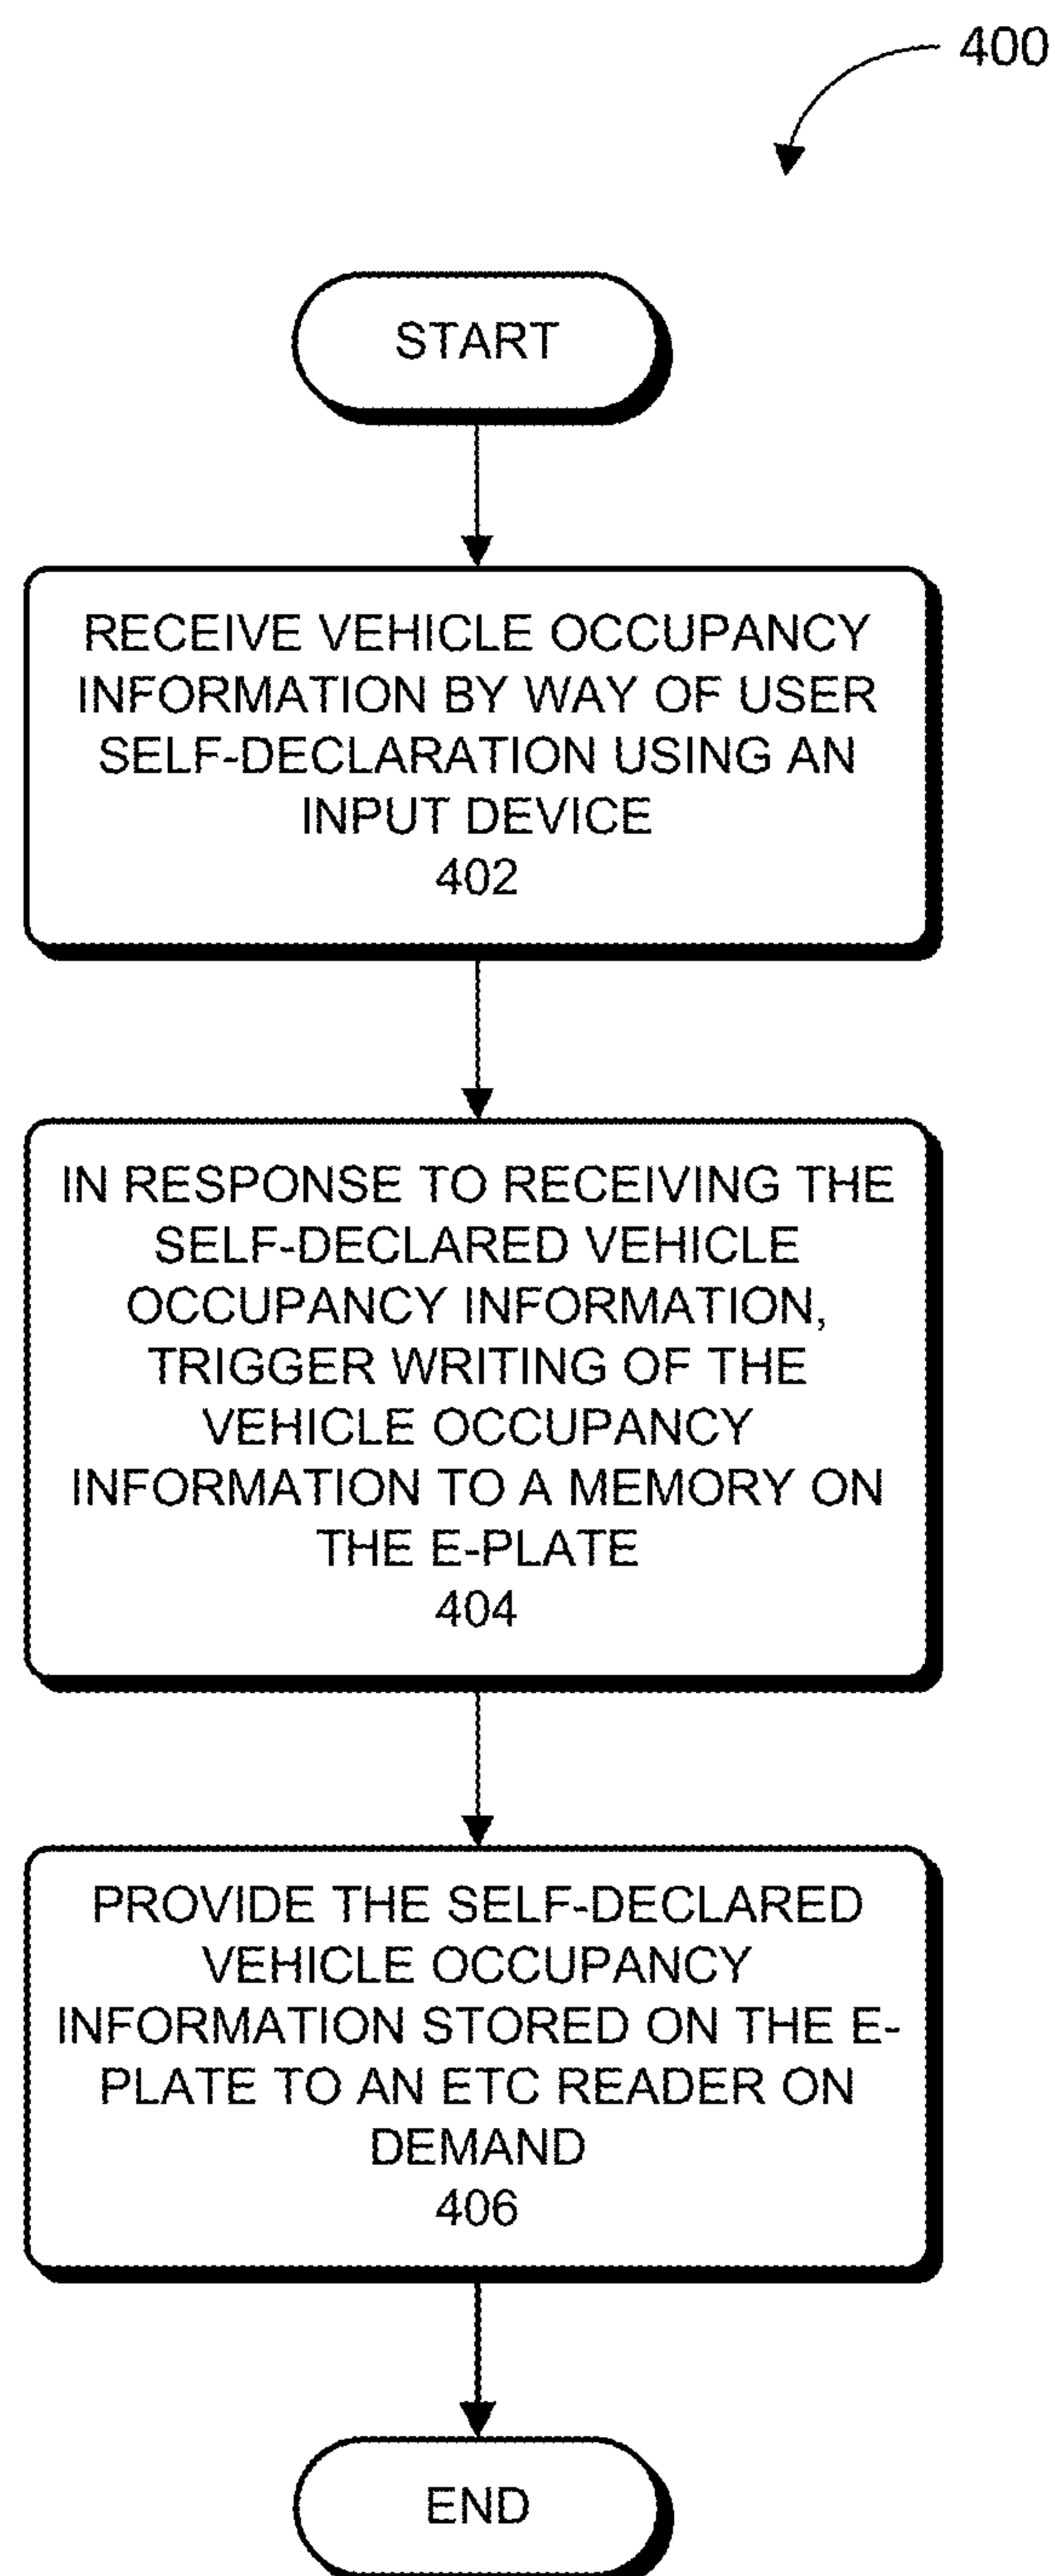 400
START
RECEIVE VEHICLE OCCUPANCY
INFORMATION BY WAY OF USER
SELF-DECLARATION USING AN
INPUT DEVICE
402
IN RESPONSE TO RECEIVING THE
SELF-DECLARED VEHICLE
OCCUPANCY INFORMATION,
TRIGGER WRITING OF THE
VEHICLE OCCUPANCY
INFORMATION TO A MEMORY ON
THE E-PLATE
404
PROVIDE THE SELF-DECLARED
VEHICLE OCCUPANCY
INFORMATION STORED ON THE E-
PLATE TO AN ETC READER ON
DEMAND
406
END